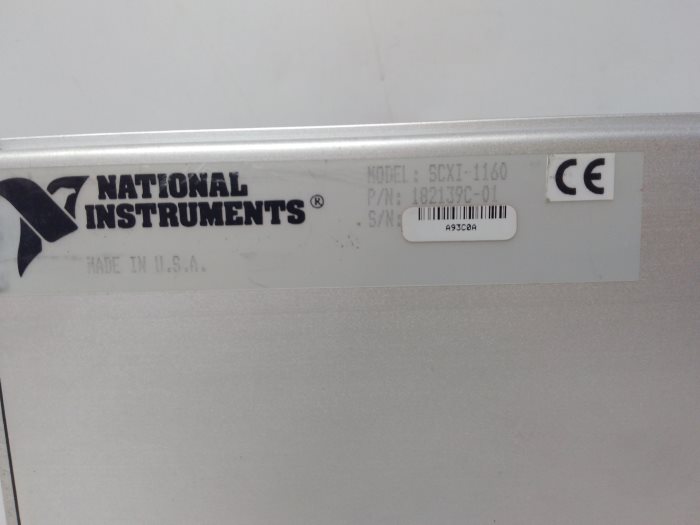 NATIONAL
INSTRUMENTS®
MADE IN U.S.A.
MODEL: SCXI-1160
P/N: 182139C-01
S/N:
A93C0A
CE